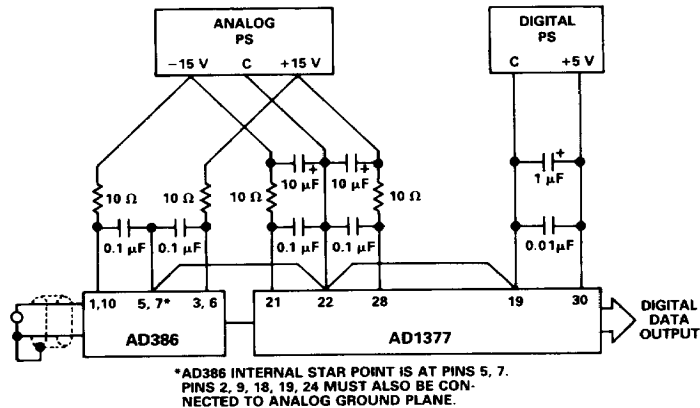 ANALOG
PS
−15 V C +15 V
DIGITAL
PS
C +5 V
10 Ω 10 Ω 10 Ω 10 Ω
10 μF + 10 μF +
1 μF +
0.1 μF 0.1 μF 0.1 μF 0.1 μF
0.01μF
1,10 5, 7* 3, 6
AD386
21 22 28 19 30
AD1377
DIGITAL
DATA
OUTPUT
*AD386 INTERNAL STAR POINT IS AT PINS 5, 7.
PINS 2, 9, 18, 19, 24 MUST ALSO BE CON-
NECTED TO ANALOG GROUND PLANE.